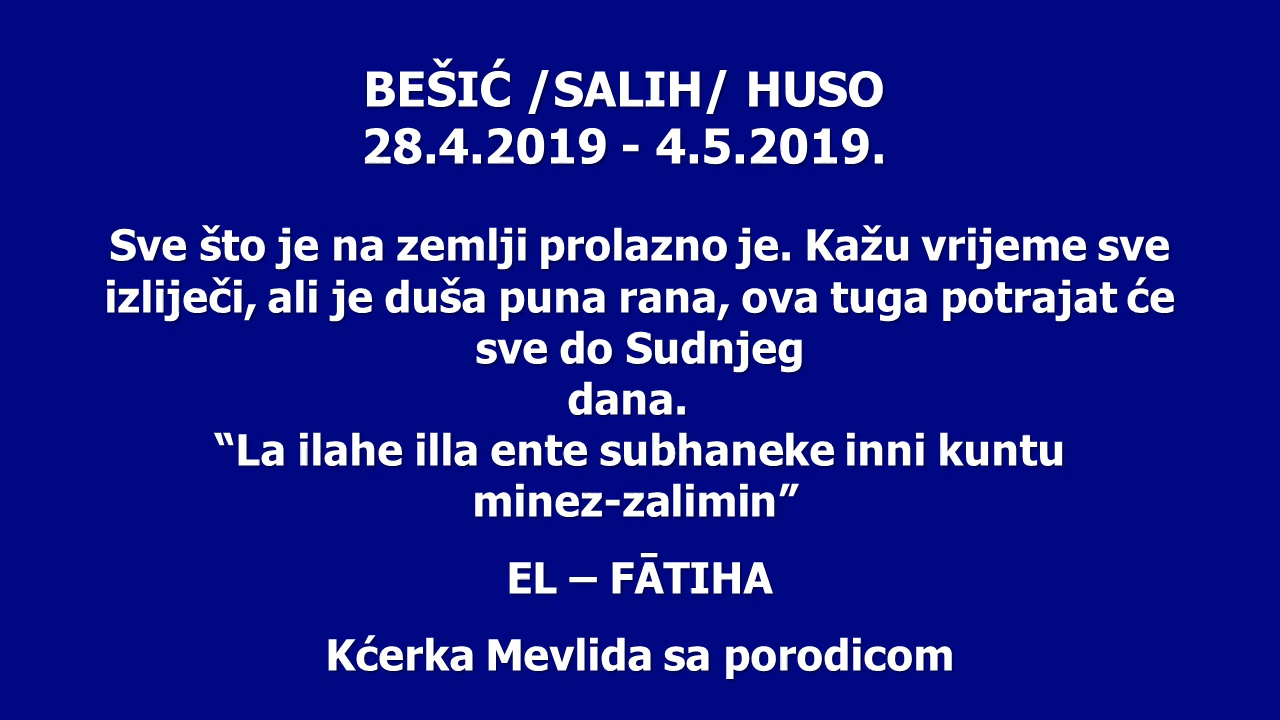 BEŠIĆ /SALIH/ HUSO
28.4.2019 - 4.5.2019.
Sve što je na zemlji prolazno je. Kažu vrijeme sve
izliječi, ali je duša puna rana, ova tuga potrajat će
sve do Sudnjeg
dana.
“La ilahe illa ente subhaneke inni kuntu
minez-zalimin”
EL – FĀTIHA
Kćerka Mevlida sa porodicom